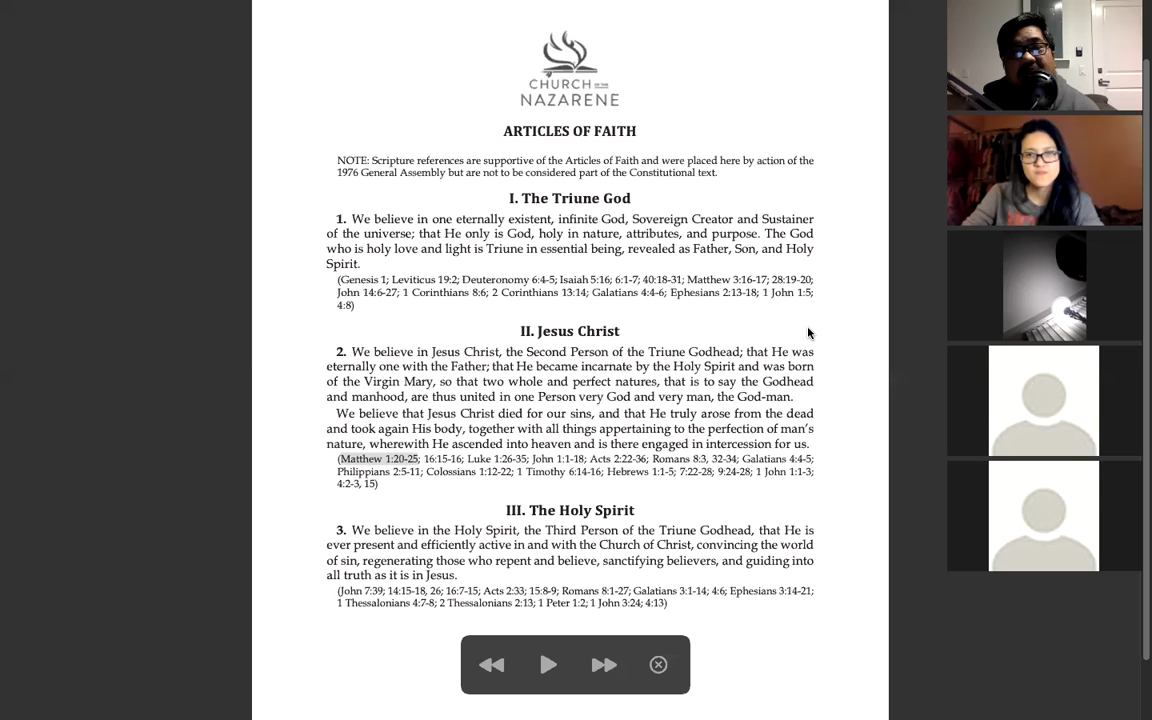 CHURCH OF THE
NAZARENE
ARTICLES OF FAITH
NOTE: Scripture references are supportive of the Articles of Faith and were placed here by action of the
1976 General Assembly but are not to be considered part of the Constitutional text.
I. The Triune God
1. We believe in one eternally existent, infinite God, Sovereign Creator and Sustainer
of the universe; that He only is God, holy in nature, attributes, and purpose. The God
who is holy love and light is Triune in essential being, revealed as Father, Son, and Holy
Spirit.
(Genesis 1; Leviticus 19:2; Deuteronomy 6:4-5; Isaiah 5:16; 6:1-7; 40:18-31; Matthew 3:16-17; 28:19-20;
John 14:6-27; 1 Corinthians 8:6; 2 Corinthians 13:14; Galatians 4:4-6; Ephesians 2:13-18; 1 John 1:5;
4:8)
II. Jesus Christ
2. We believe in Jesus Christ, the Second Person of the Triune Godhead; that He was
eternally one with the Father; that He became incarnate by the Holy Spirit and was born
of the Virgin Mary, so that two whole and perfect natures, that is to say the Godhead
and manhood, are thus united in one Person very God and very man, the God-man.
We believe that Jesus Christ died for our sins, and that He truly arose from the dead
and took again His body, together with all things appertaining to the perfection of man's
nature, wherewith He ascended into heaven and is there engaged in intercession for us.
(Matthew 1:20-25; 16:15-16; Luke 1:26-35; John 1:1-18; Acts 2:22-36; Romans 8:3, 32-34; Galatians 4:4-5;
Philippians 2:5-11; Colossians 1:12-22; 1 Timothy 6:14-16; Hebrews 1:1-5; 7:22-28; 9:24-28; 1 John 1:1-3;
4:2-3, 15)
III. The Holy Spirit
3. We believe in the Holy Spirit, the Third Person of the Triune Godhead, that He is
ever present and efficiently active in and with the Church of Christ, convincing the world
of sin, regenerating those who repent and believe, sanctifying believers, and guiding into
all truth as it is in Jesus.
(John 7:39; 14:15-18, 26; 16:7-15; Acts 2:33; 15:8-9; Romans 8:1-27; Galatians 3:1-14; 4:6; Ephesians 3:14-21;
1 Thessalonians 4:7-8; 2 Thessalonians 2:13; 1 Peter 1:2; 1 John 3:24; 4:13)